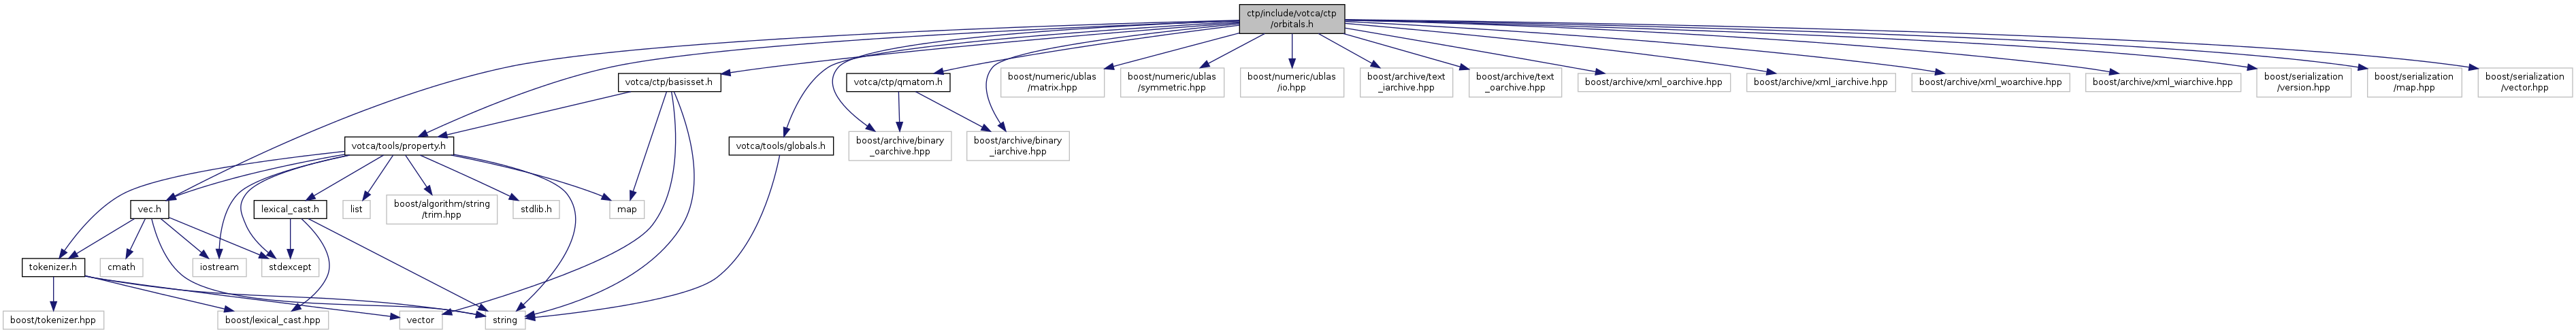 ctp/include/votca/ctp
/orbitals.h
votca/ctp/basisset.h
votca/ctp/qmatom.h
boost/numeric/ublas
/matrix.hpp
boost/numeric/ublas
/symmetric.hpp
boost/numeric/ublas
/io.hpp
boost/archive/text
_iarchive.hpp
boost/archive/text
_oarchive.hpp
boost/archive/xml_oarchive.hpp
boost/archive/xml_iarchive.hpp
boost/archive/xml_woarchive.hpp
boost/archive/xml_wiarchive.hpp
boost/serialization
/version.hpp
boost/serialization
/map.hpp
boost/serialization
/vector.hpp
votca/tools/property.h
votca/tools/globals.h
boost/archive/binary
_oarchive.hpp
boost/archive/binary
_iarchive.hpp
vec.h
lexical_cast.h
list
boost/algorithm/string
/trim.hpp
stdlib.h
map
tokenizer.h
cmath
iostream
stdexcept
boost/tokenizer.hpp
boost/lexical_cast.hpp
vector
string